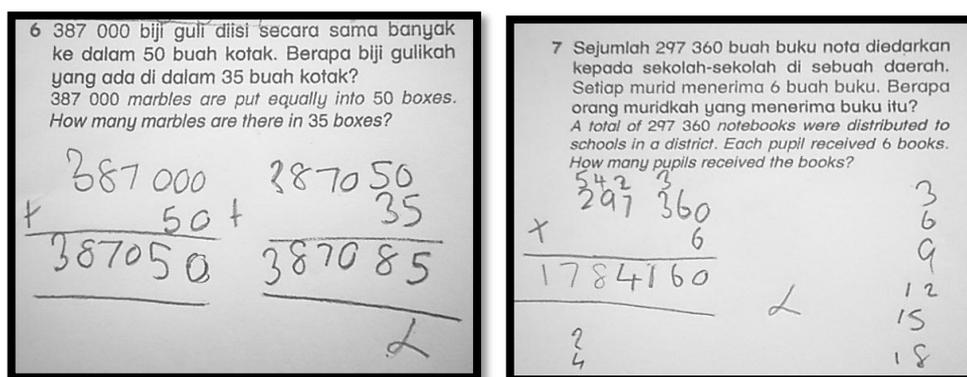 6 387 000 biji guli diisi secara sama banyak
ke dalam 50 buah kotak. Berapa biji gulikah
yang ada di dalam 35 buah kotak?
387 000 marbles are put equally into 50 boxes.
How many marbles are there in 35 boxes?
387 000
+ 50
387050
387050
+ 35
387085
7 Sejumlah 297 360 buah buku nota diedarkan
kepada sekolah-sekolah di sebuah daerah.
Setiap murid menerima 6 buah buku. Berapa
orang muridkah yang menerima buku itu?
A total of 297 360 notebooks were distributed to
schools in a district. Each pupil received 6 books.
How many pupils received the books?
5 4 2 3
297 360
× 6
1784160
2
4
3
6
9
12
15
18